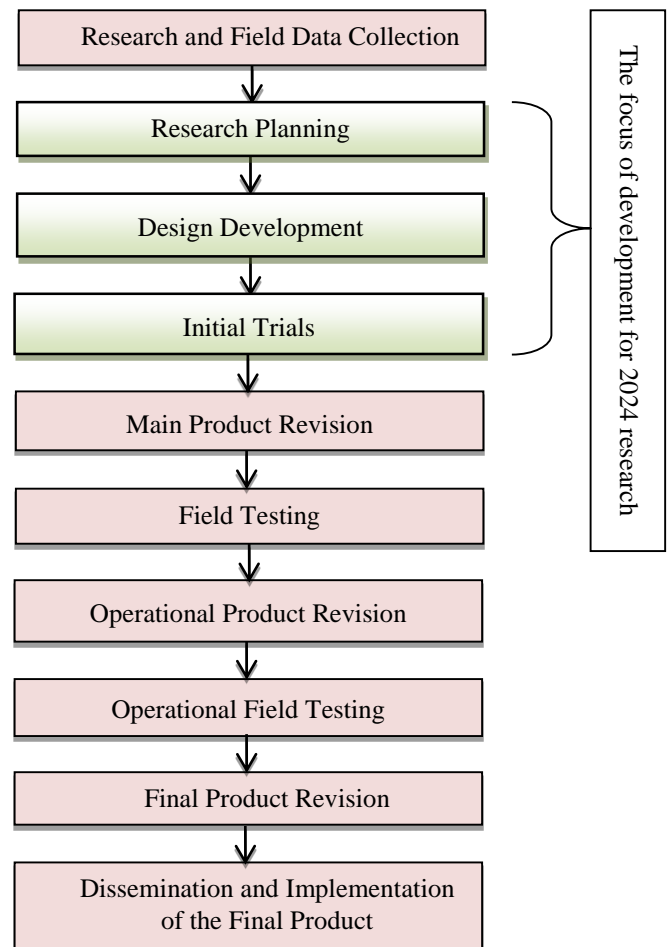 Research and Field Data Collection
Research Planning
Design Development
Initial Trials
Main Product Revision
Field Testing
Operational Product Revision
Operational Field Testing
Final Product Revision
Dissemination and Implementation
of the Final Product
The focus of development for 2024 research